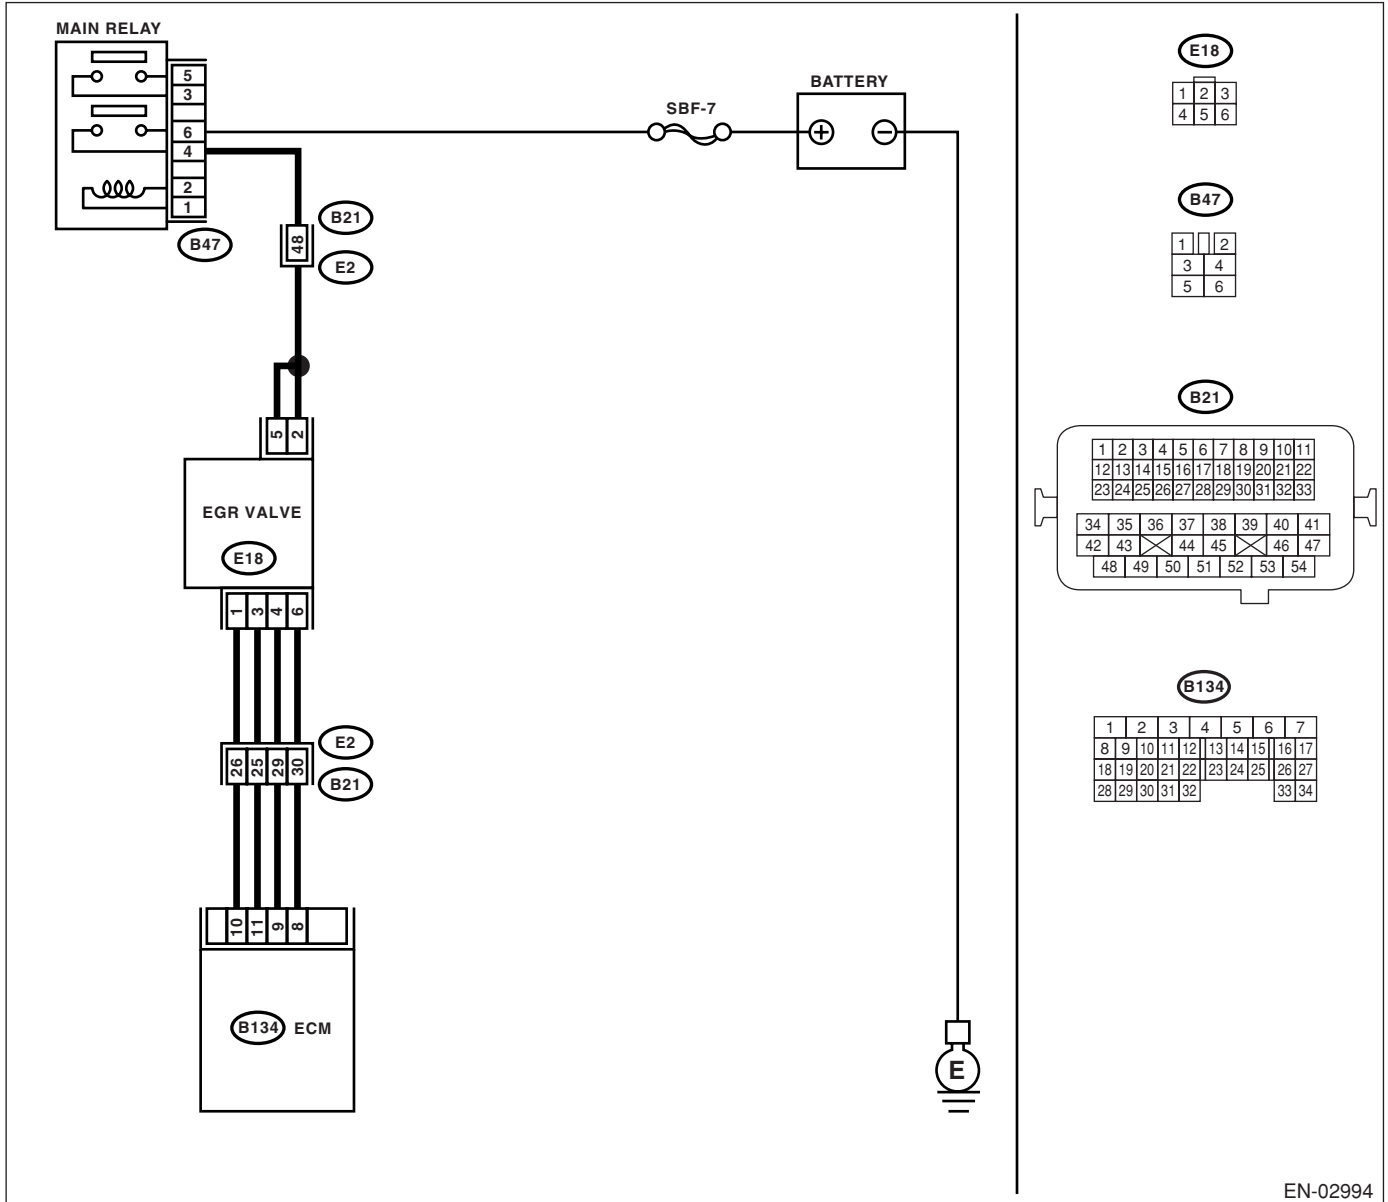 MAIN RELAY
5
3
6
4
2
1
B47
SBF-7
BATTERY
+ −
B21
48
E2
5 2
EGR VALVE
E18
1 3 4 6
E2
26 25 29 30
B21
10 11 9 8
B134 ECM
E
E18
1 2 3
4 5 6
B47
1 2
3 4
5 6
B21
1 2 3 4 5 6 7 8 9 10 11
12 13 14 15 16 17 18 19 20 21 22
23 24 25 26 27 28 29 30 31 32 33
34 35 36 37 38 39 40 41
42 43 44 45 46 47
48 49 50 51 52 53 54
B134
1 2 3 4 5 6 7
8 9 10 11 12 13 14 15 16 17
18 19 20 21 22 23 24 25 26 27
28 29 30 31 32 33 34
EN-02994